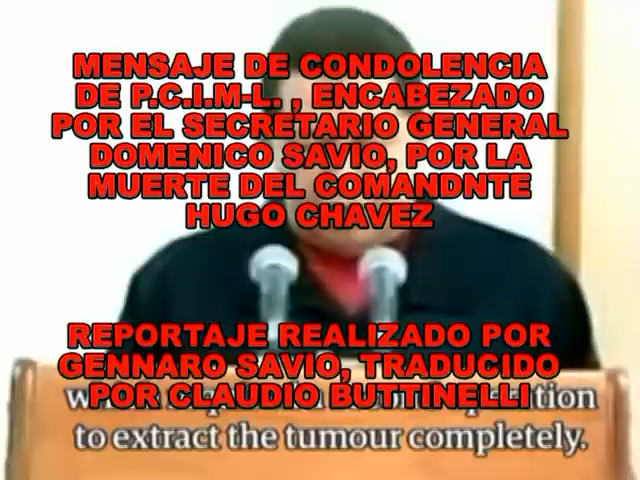 MENSAJE DE CONDOLENCIA
DE P.C.I.M-L. , ENCABEZADO
POR EL SECRETARIO GENERAL
DOMENICO SAVIO, POR LA
MUERTE DEL COMANDNTE
HUGO CHAVEZ
REPORTAJE REALIZADO POR
GENNARO SAVIO, TRADUCIDO
POR CLAUDIO BUTTINELLI
to extract the tumour completely.